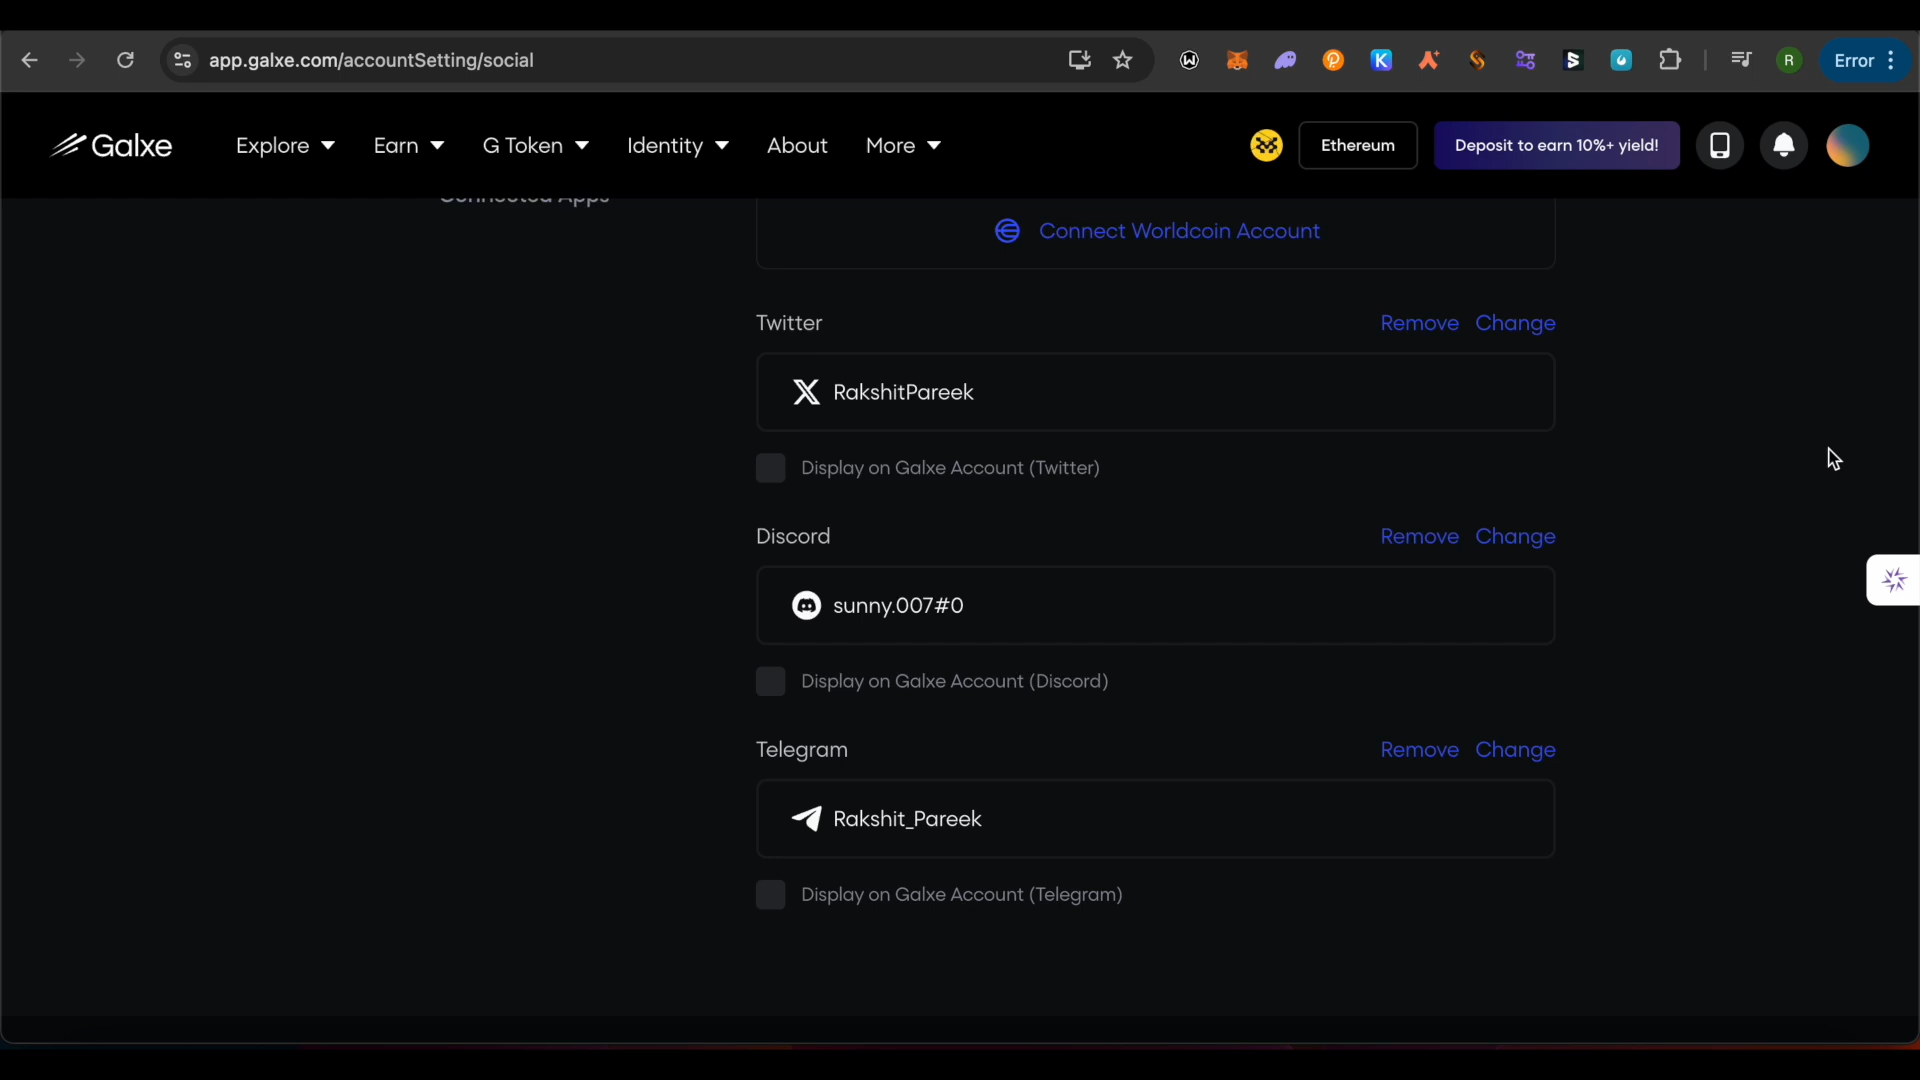 app.galxe.com/accountSetting/social
R
Error
Galxe
Explore
Earn
G Token
Identity
About
More
Ethereum
Deposit to earn 10%+ yield!
Connected Apps
Connect Worldcoin Account
Twitter
Remove
Change
RakshitPareek
Display on Galxe Account (Twitter)
Discord
Remove
Change
sunny.007#0
Display on Galxe Account (Discord)
Telegram
Remove
Change
Rakshit_Pareek
Display on Galxe Account (Telegram)